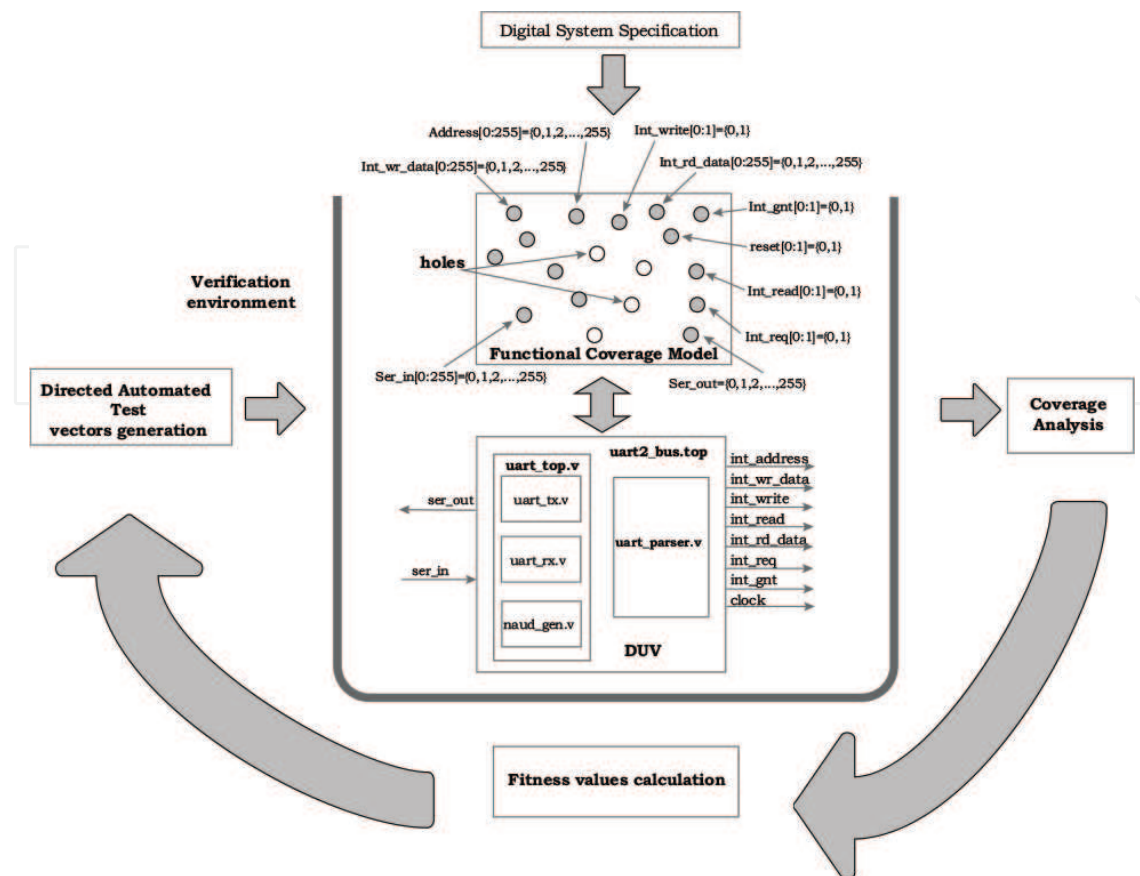 Digital System Specification
Address[0:255]={0,1,2,...,255}
Int_write[0:1]={0,1}
Int_wr_data[0:255]={0,1,2,...,255}
Int_rd_data[0:255]={0,1,2,...,255}
Int_gnt[0:1]={0,1}
reset[0:1]={0,1}
holes
Int_read[0:1]={0,1}
Verification
environment
Int_req[0:1]={0,1}
Functional Coverage Model
Ser_in[0:255]={0,1,2,...,255}
Ser_out={0,1,2,...,255}
Directed Automated
Test
vectors generation
Coverage
Analysis
uart2_bus.top
uart_top.v
uart_tx.v
uart_rx.v
naud_gen.v
uart_parser.v
DUV
ser_out
ser_in
int_address
int_wr_data
int_write
int_read
int_rd_data
int_req
int_gnt
clock
Fitness values calculation